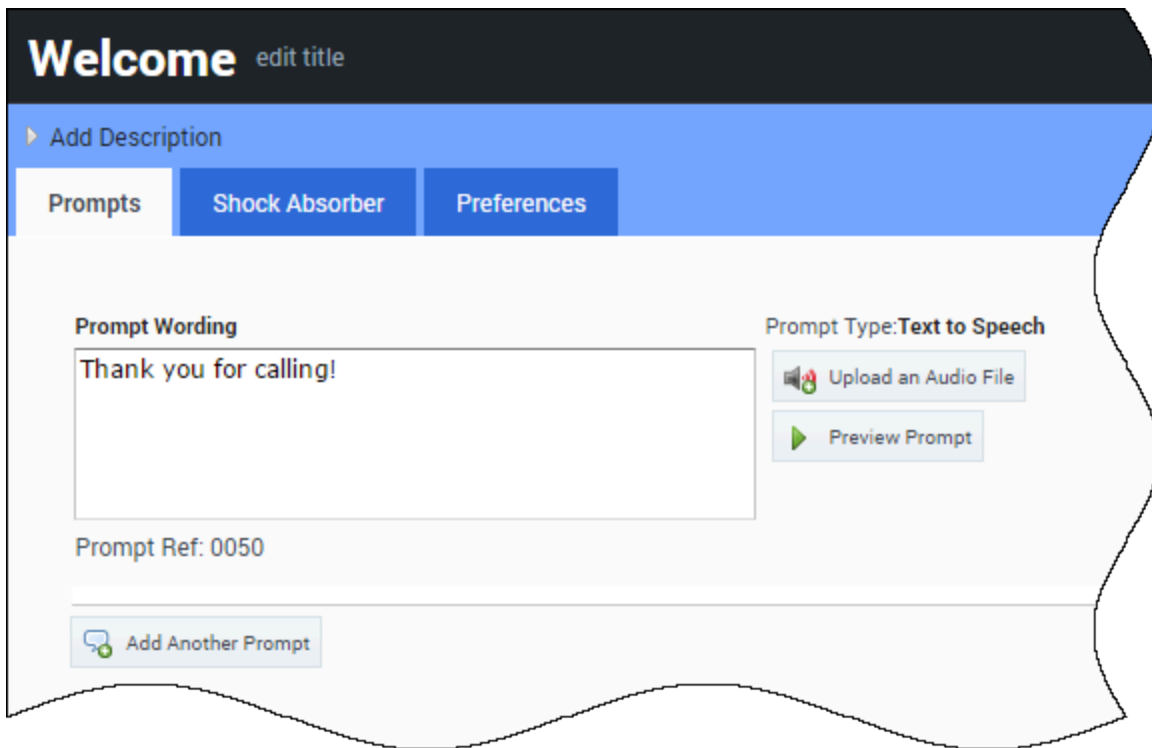 Welcome edit title
Add Description
Prompts Shock Absorber Preferences
Prompt Wording Prompt Type:Text to Speech
Thank you for calling!
Upload an Audio File
Preview Prompt
Prompt Ref: 0050
Add Another Prompt